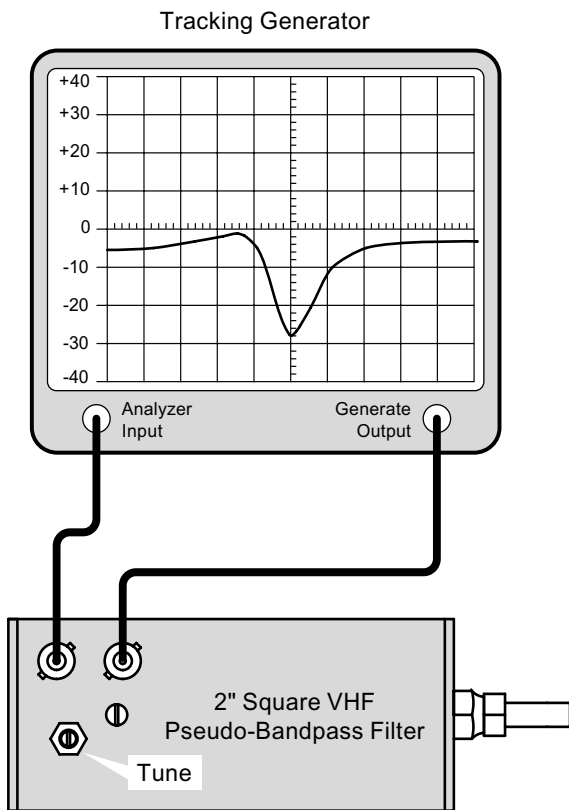 Tracking Generator
+40
+30
+20
+10
0
-10
-20
-30
-40
Analyzer
Input
Generate
Output
2" Square VHF
Pseudo-Bandpass Filter
Tune